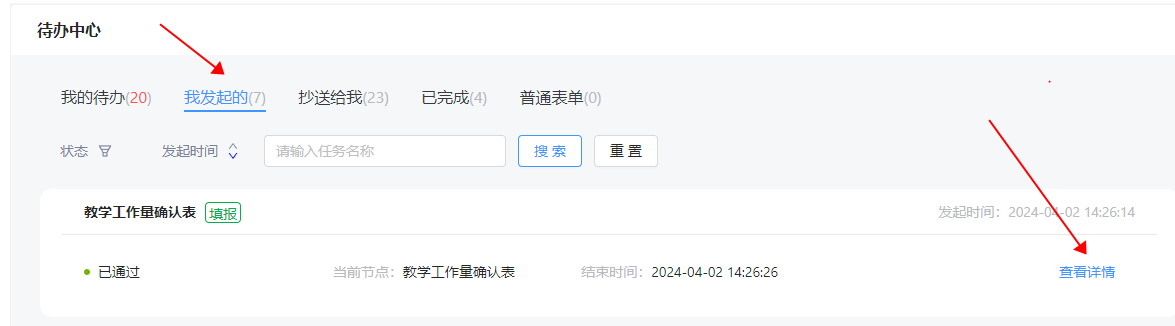 待办中心
我的待办(20) 我发起的(7) 抄送给我(23) 已完成(4) 普通表单(0)
状态 发起时间 请输入任务名称 搜索 重置
教学工作量确认表 填报 发起时间：2024-04-02 14:26:14
已通过 当前节点：教学工作量确认表 结束时间：2024-04-02 14:26:26 查看详情